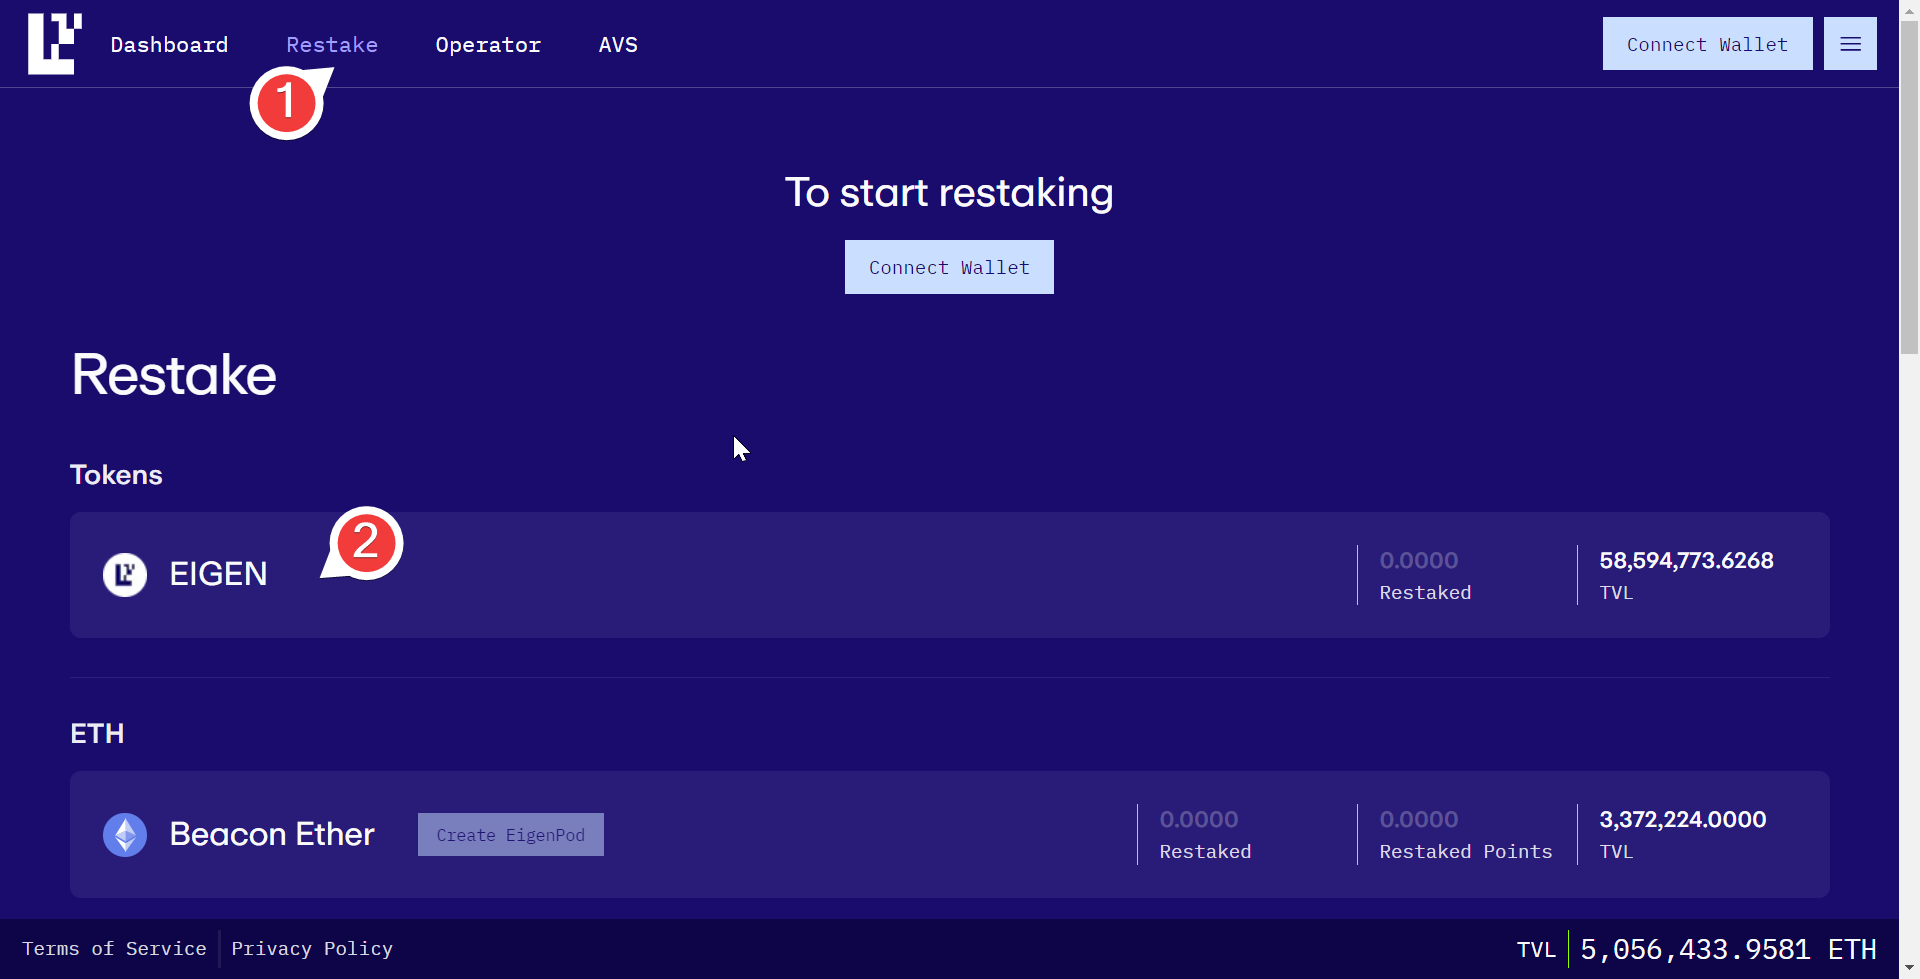 Dashboard Restake Operator AVS Connect Wallet
1
To start restaking
Connect Wallet
Restake
Tokens
2
EIGEN 0.0000 58,594,773.6268
Restaked TVL
ETH
Beacon Ether Create EigenPod 0.0000 0.0000 3,372,224.0000
Restaked Restaked Points TVL
Terms of Service Privacy Policy TVL 5,056,433.9581 ETH